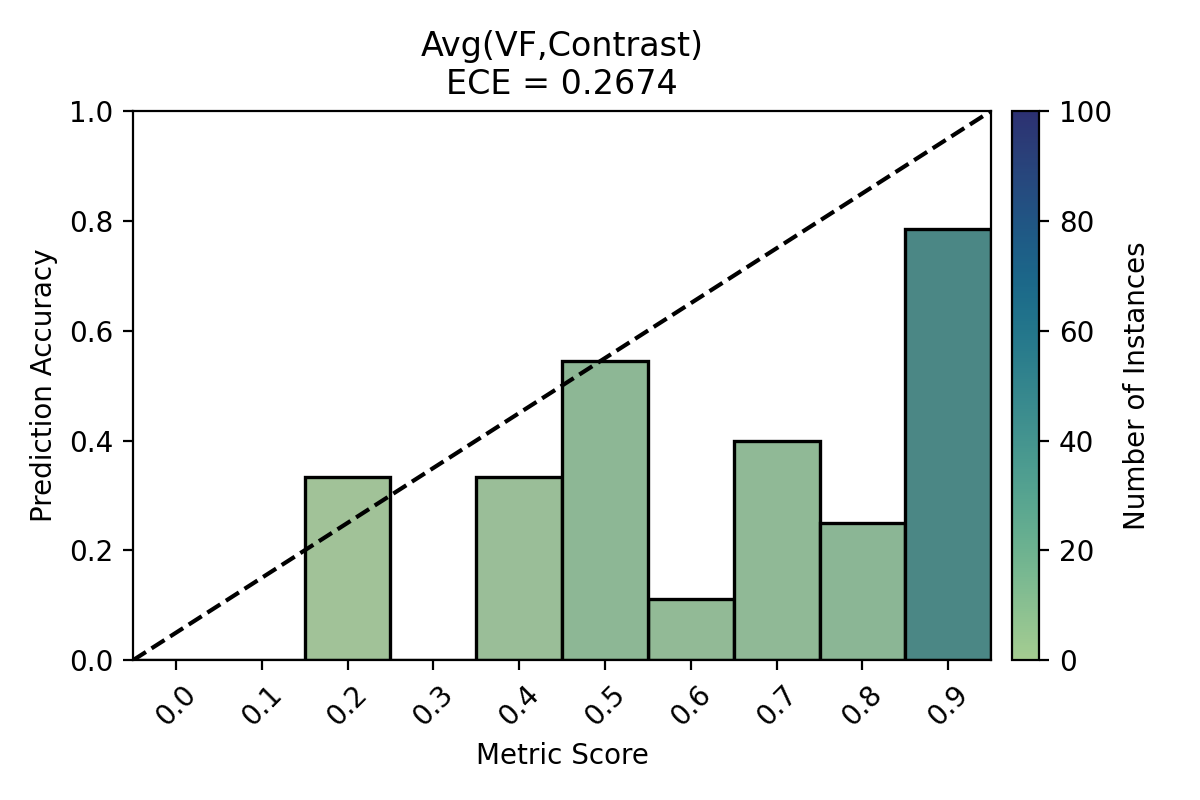 Avg(VF,Contrast)
ECE = 0.2674
Prediction Accuracy
1.0
0.8
0.6
0.4
0.2
0.0
0.0 0.1 0.2 0.3 0.4 0.5 0.6 0.7 0.8 0.9
Metric Score
100
80
60
40
20
0
Number of Instances